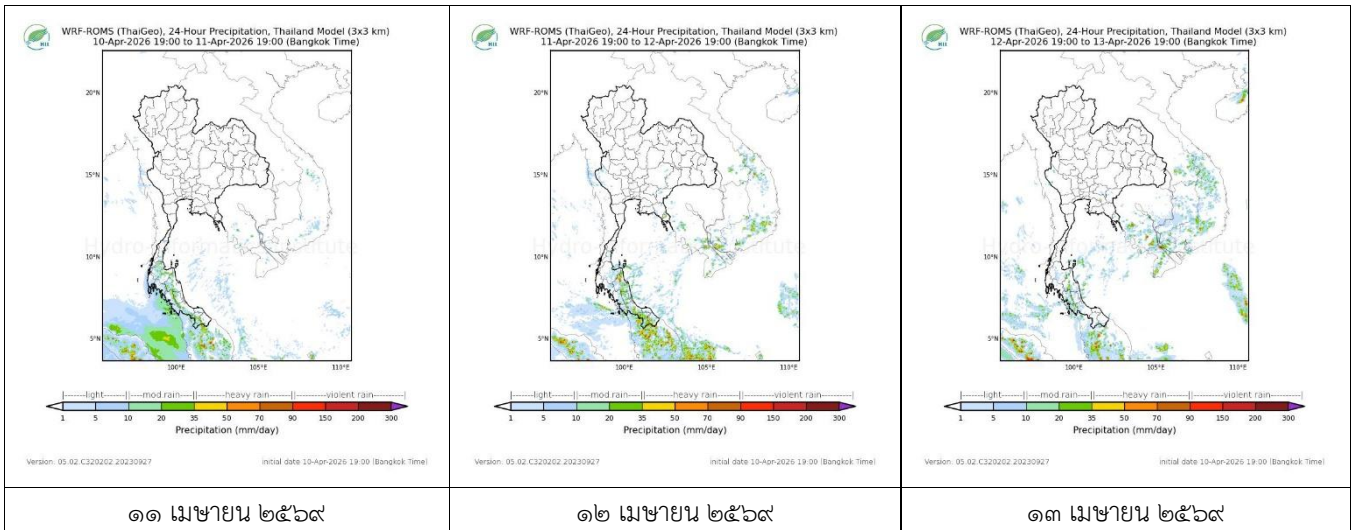 WRF-ROMS (ThaiGeo), 24-Hour Precipitation, Thailand Model (3x3 km)
10-Apr-2026 19:00 to 11-Apr-2026 19:00 (Bangkok Time)
20°N
15°N
10°N
5°N
100°E 105°E 110°E
|-------light------||----mod rain----||-------heavy rain-------||------violent rain------|
1 5 10 20 35 50 70 90 150 200 300
Precipitation (mm/day)
Version: 05.02.C320202.20230927 initial date 10-Apr-2026 19:00 (Bangkok Time)
๑๑ เมษายน ๒๕๖๙
WRF-ROMS (ThaiGeo), 24-Hour Precipitation, Thailand Model (3x3 km)
11-Apr-2026 19:00 to 12-Apr-2026 19:00 (Bangkok Time)
20°N
15°N
10°N
5°N
100°E 105°E 110°E
|-------light------||----mod rain----||-------heavy rain-------||------violent rain------|
1 5 10 20 35 50 70 90 150 200 300
Precipitation (mm/day)
Version: 05.02.C320202.20230927 initial date 10-Apr-2026 19:00 (Bangkok Time)
๑๒ เมษายน ๒๕๖๙
WRF-ROMS (ThaiGeo), 24-Hour Precipitation, Thailand Model (3x3 km)
12-Apr-2026 19:00 to 13-Apr-2026 19:00 (Bangkok Time)
20°N
15°N
10°N
5°N
100°E 105°E 110°E
|-------light------||----mod rain----||-------heavy rain-------||------violent rain------|
1 5 10 20 35 50 70 90 150 200 300
Precipitation (mm/day)
Version: 05.02.C320202.20230927 initial date 10-Apr-2026 19:00 (Bangkok Time)
๑๓ เมษายน ๒๕๖๙